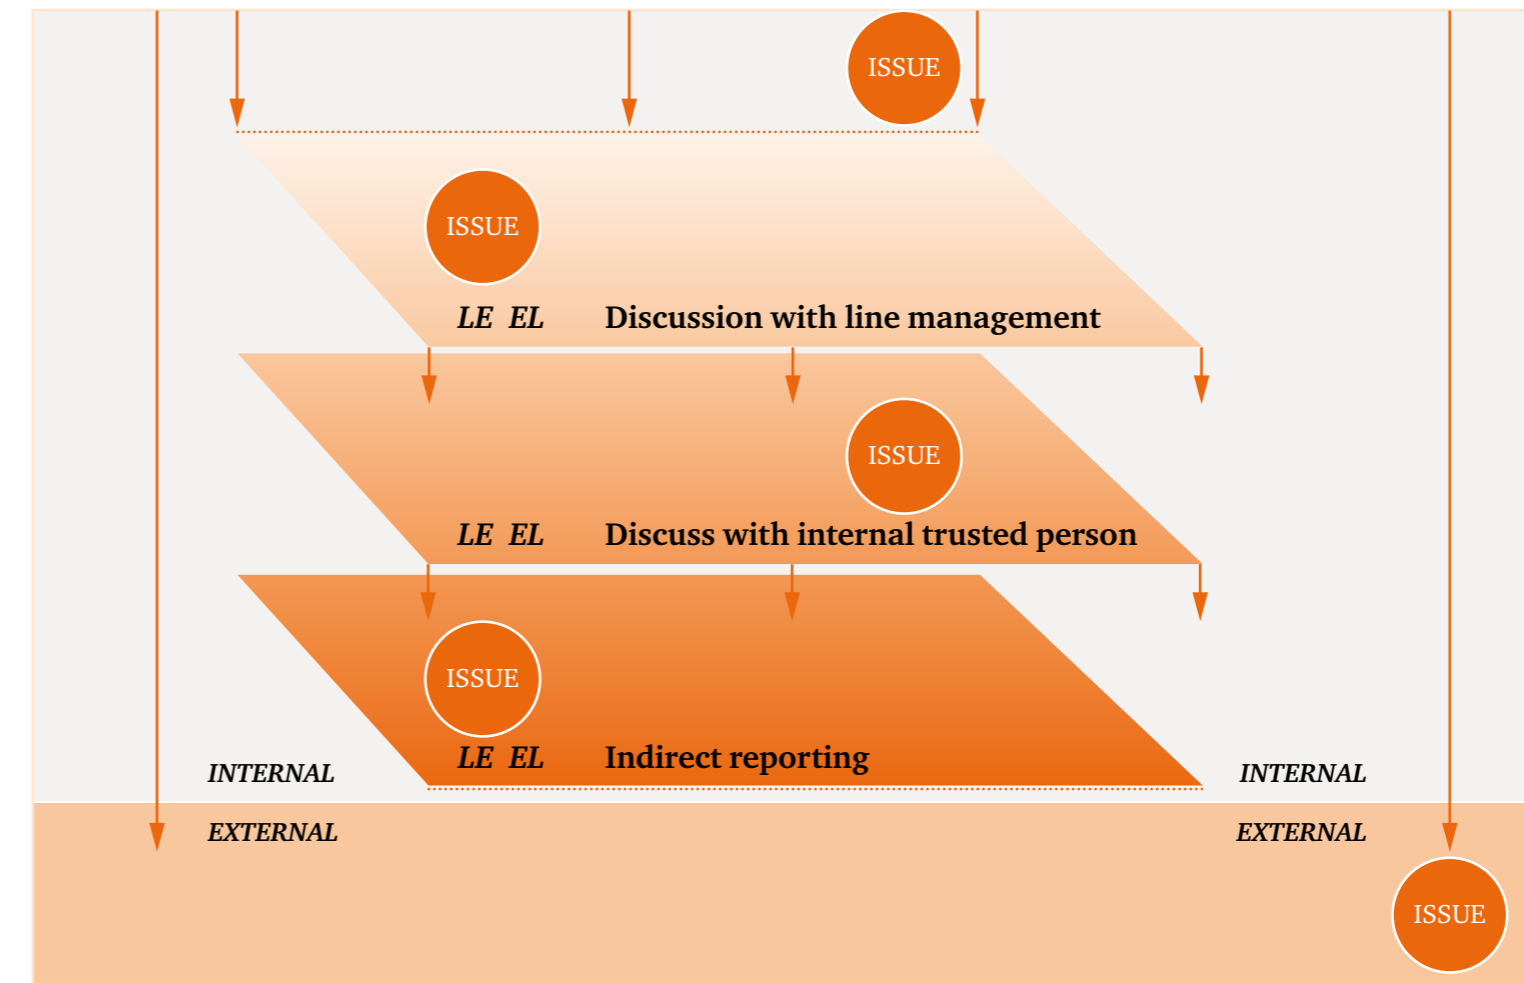 ISSUE
ISSUE
LE EL Discussion with line management
ISSUE
LE EL Discuss with internal trusted person
ISSUE
LE EL Indirect reporting
INTERNAL INTERNAL
EXTERNAL EXTERNAL
ISSUE